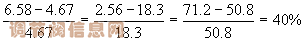 (6.58-4.67)/4.67 = (2.56-18.3)/18.3 = (71.2-50.8)/50.8 = 40%